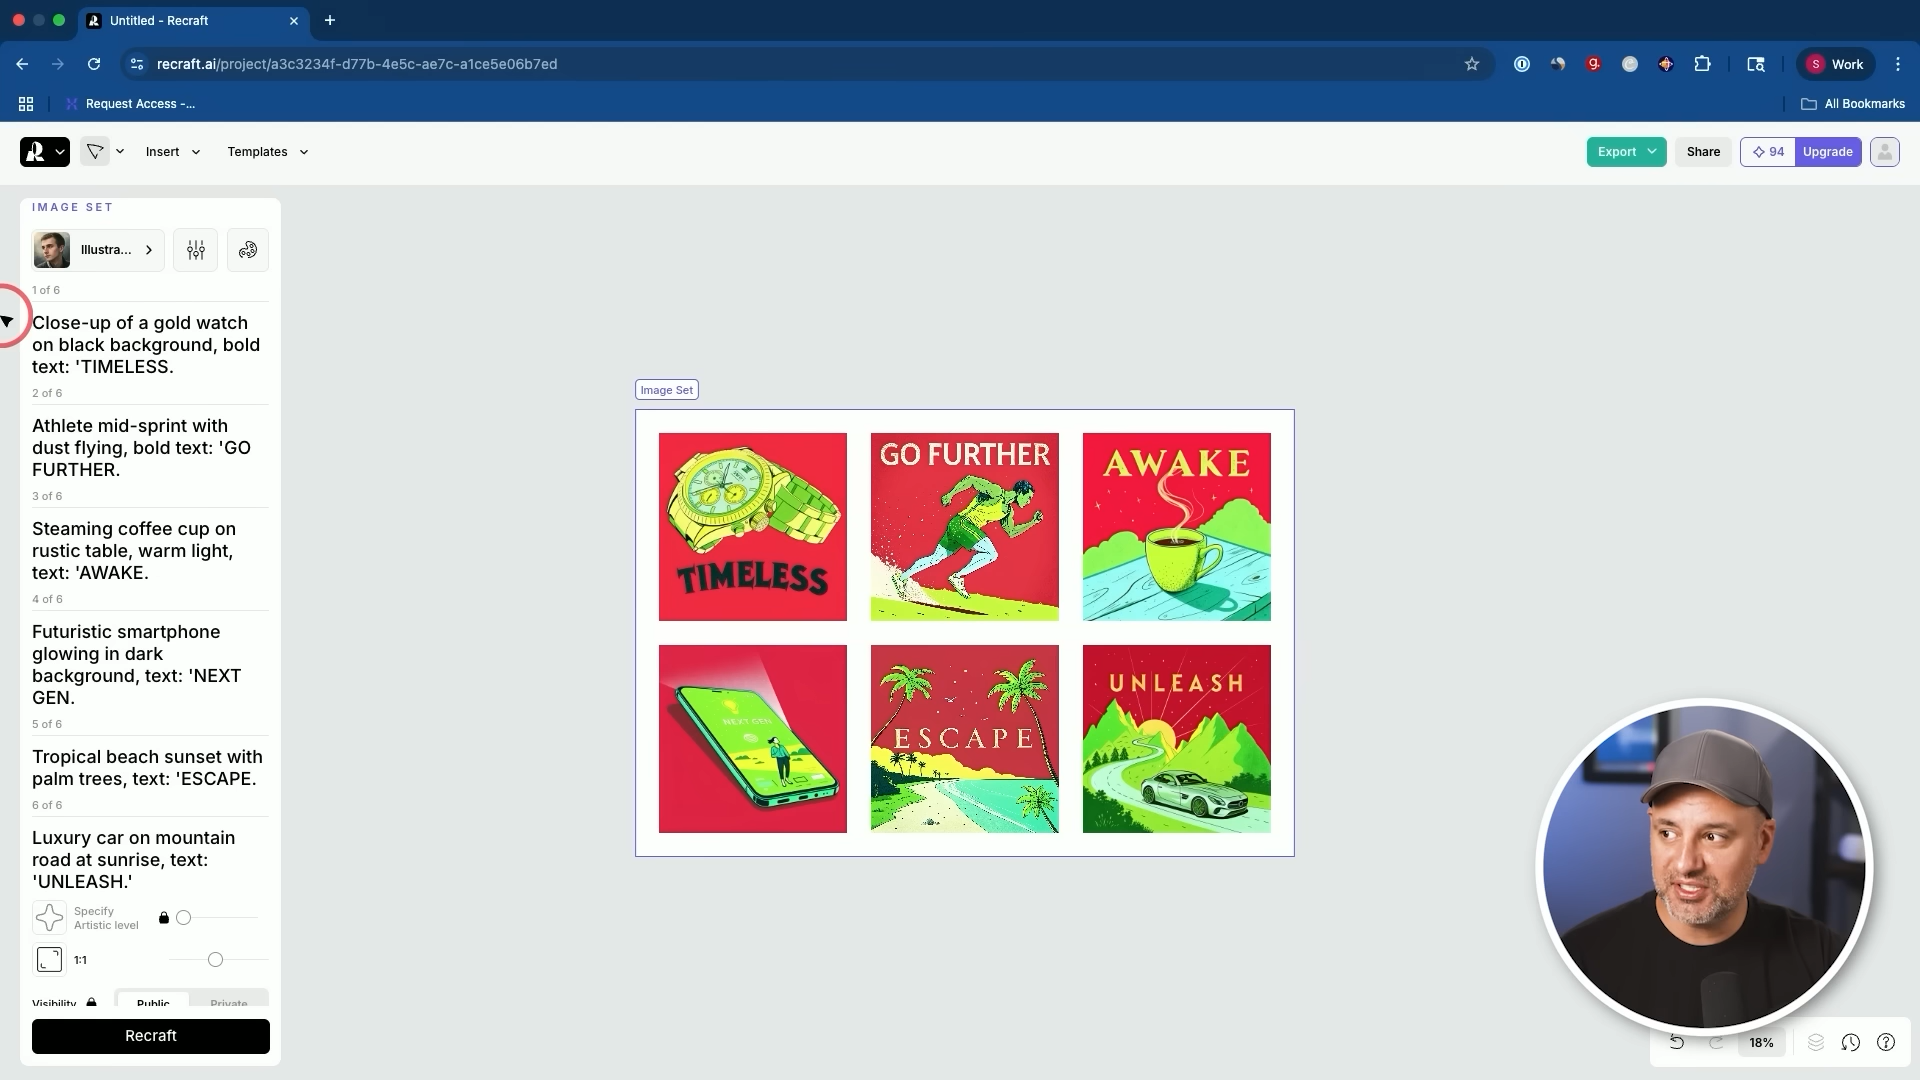 Untitled - Recraft
recraft.ai/project/a3c3234f-d77b-4e5c-ae7c-a1ce5e06b7ed
g.
S Work
Request Access -...
All Bookmarks
Insert
Templates
Export
Share
94
Upgrade
IMAGE SET
Illustra...
1 of 6
Close-up of a gold watch
on black background, bold
text: 'TIMELESS.
2 of 6
Athlete mid-sprint with
dust flying, bold text: 'GO
FURTHER.
3 of 6
Steaming coffee cup on
rustic table, warm light,
text: 'AWAKE.
4 of 6
Futuristic smartphone
glowing in dark
background, text: 'NEXT
GEN.
5 of 6
Tropical beach sunset with
palm trees, text: 'ESCAPE.
6 of 6
Luxury car on mountain
road at sunrise, text:
'UNLEASH.'
Specify
Artistic level
1:1
Visibility
Public
Private
Recraft
Image Set
TIMELESS
GO FURTHER
AWAKE
NEXT GEN
ESCAPE
UNLEASH
18%